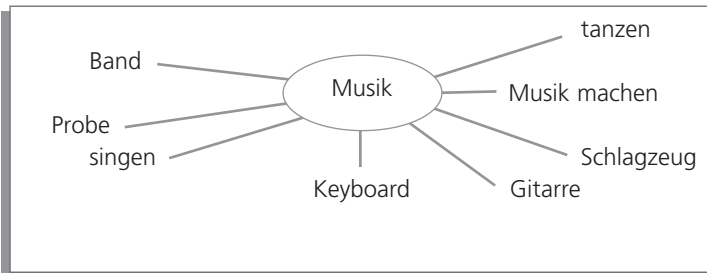 tanzen
Band
Musik
Musik machen
Probe
singen
Schlagzeug
Keyboard
Gitarre